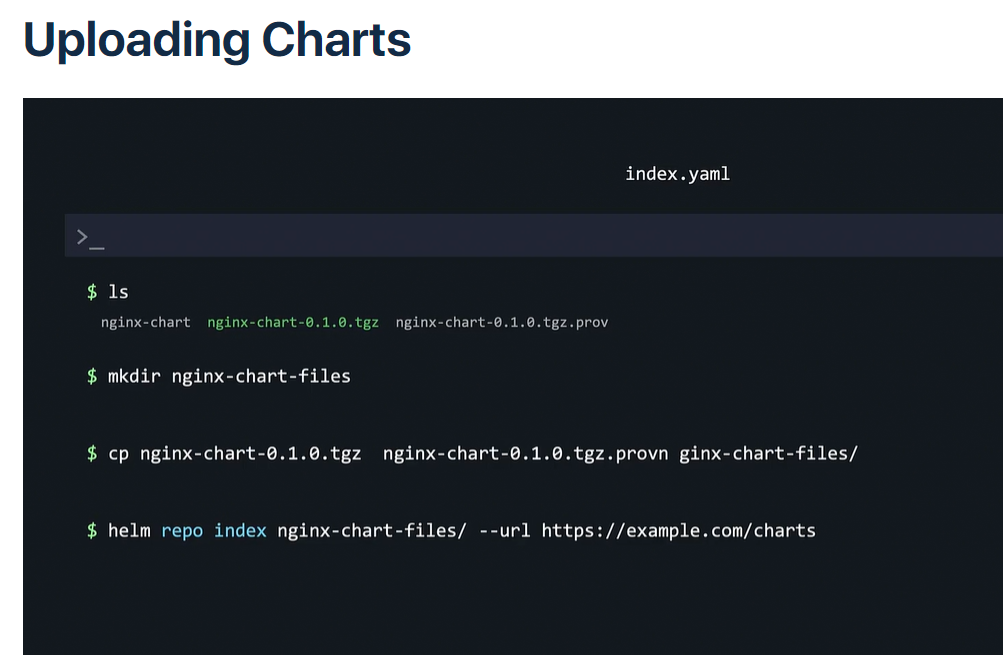 Uploading Charts
index.yaml
>_
$ ls
nginx-chart nginx-chart-0.1.0.tgz nginx-chart-0.1.0.tgz.prov
$ mkdir nginx-chart-files
$ cp nginx-chart-0.1.0.tgz nginx-chart-0.1.0.tgz.provn ginx-chart-files/
$ helm repo index nginx-chart-files/ --url https://example.com/charts